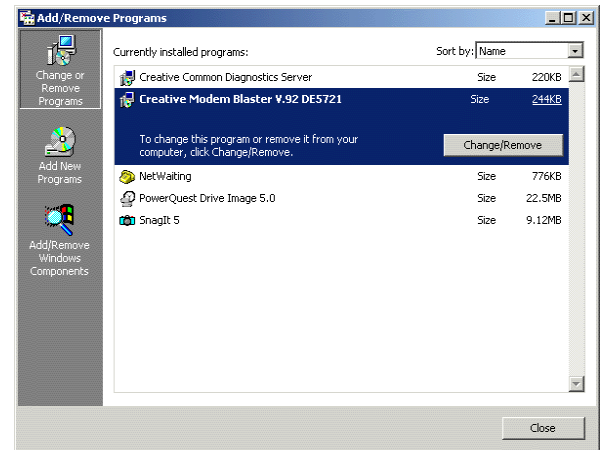 Add/Remove Programs
Currently installed programs:
Sort by: Name
Change or
Remove
Programs
Add New
Programs
Add/Remove
Windows
Components
Creative Common Diagnostics Server Size 220KB
Creative Modem Blaster V.92 DE5721 Size 244KB
To change this program or remove it from your
computer, click Change/Remove.
Change/Remove
NetWaiting Size 776KB
PowerQuest Drive Image 5.0 Size 22.5MB
SnagIt 5 Size 9.12MB
Close